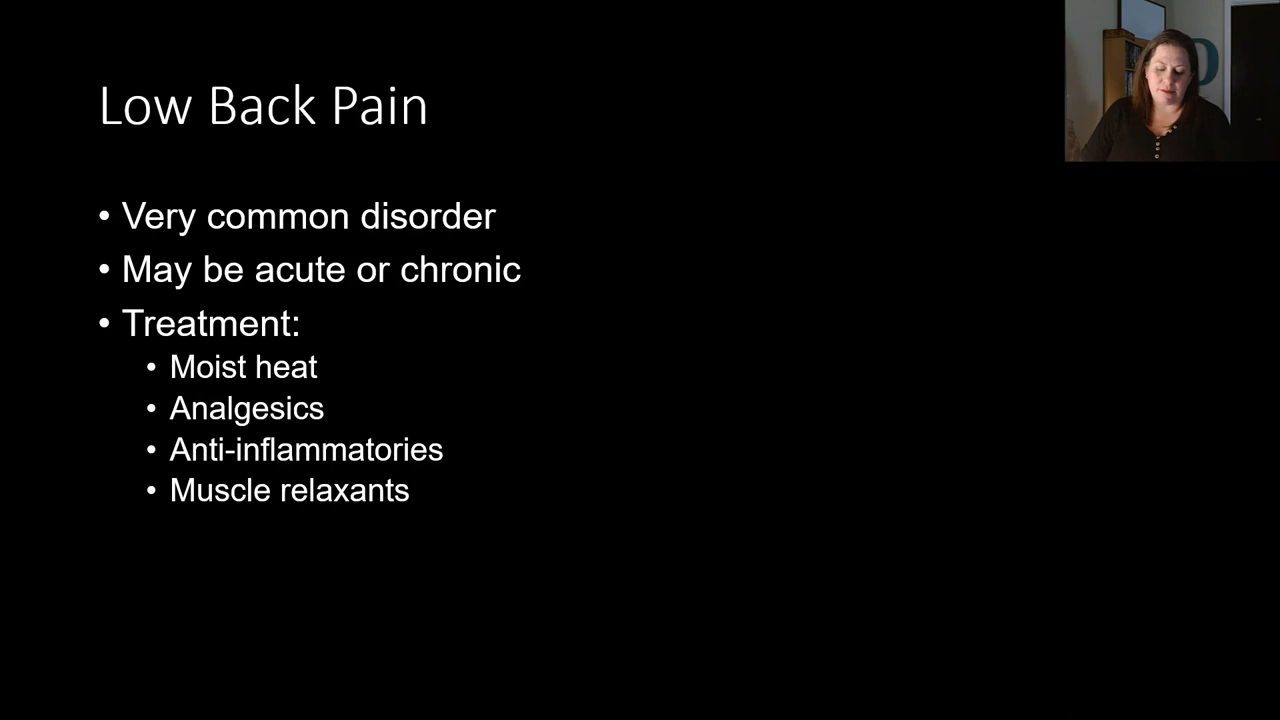 Low Back Pain
• Very common disorder
• May be acute or chronic
• Treatment:
• Moist heat
• Analgesics
• Anti-inflammatories
• Muscle relaxants